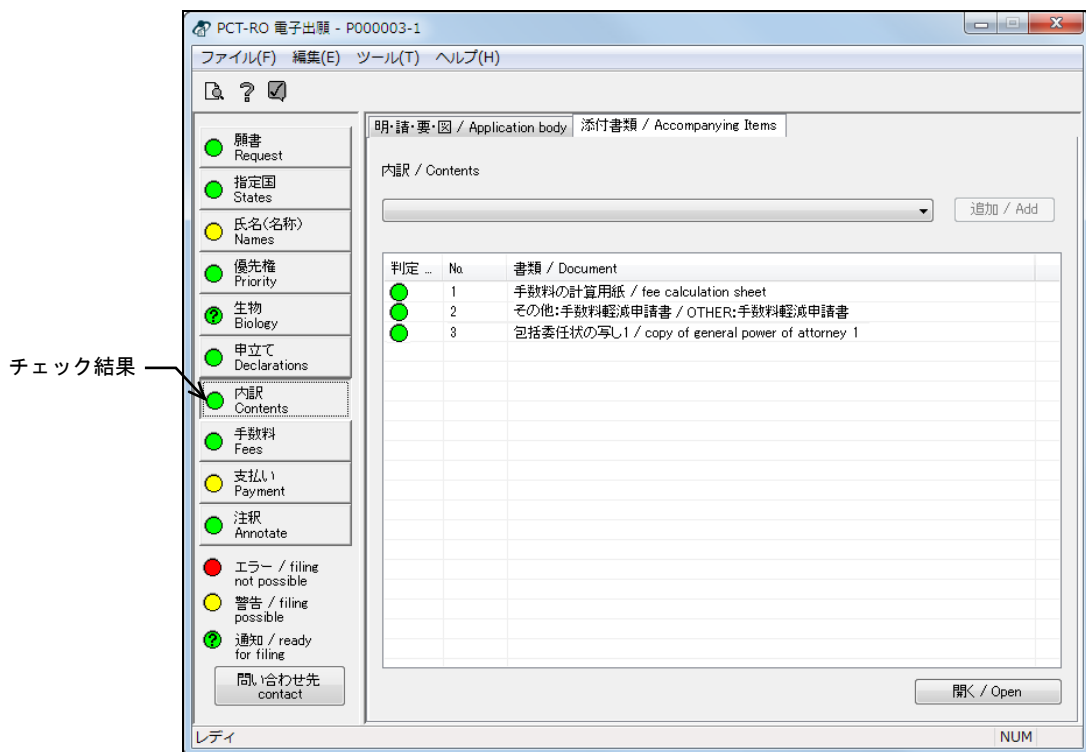 PCT-RO 電子出願 - P000003-1
ファイル(F) 編集(E) ツール(T) ヘルプ(H)
願書
Request
指定国
States
氏名(名称)
Names
優先権
Priority
生物
Biology
申立て
Declarations
チェック結果
内訳
Contents
手数料
Fees
支払い
Payment
注釈
Annotate
エラー / filing
not possible
警告 / filing
possible
通知 / ready
for filing
問い合わせ先
contact
明・請・要・図 / Application body 添付書類 / Accompanying Items
内訳 / Contents
追加 / Add
判定 ... No. 書類 / Document
1 手数料の計算用紙 / fee calculation sheet
2 その他:手数料軽減申請書 / OTHER:手数料軽減申請書
3 包括委任状の写し1 / copy of general power of attorney 1
開く / Open
レディ NUM